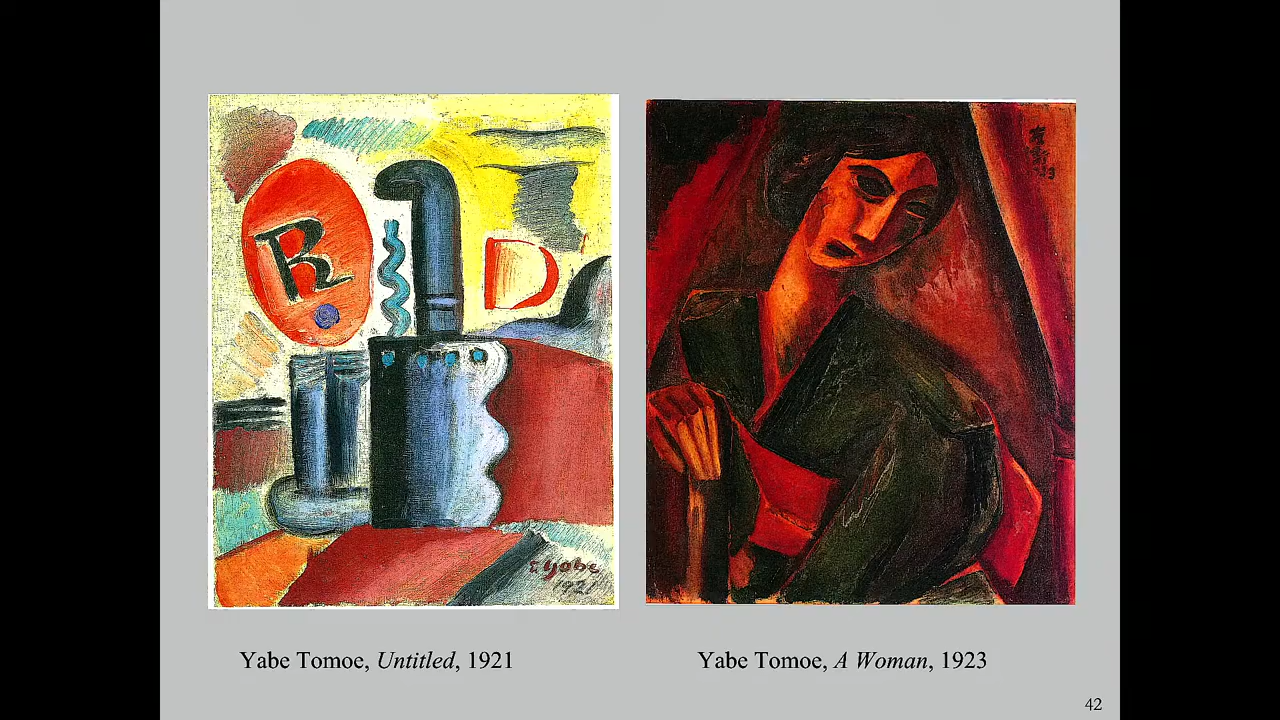 R
D
T Yabe
1921
Yabe Tomoe, Untitled, 1921
Yabe Tomoe, A Woman, 1923
42